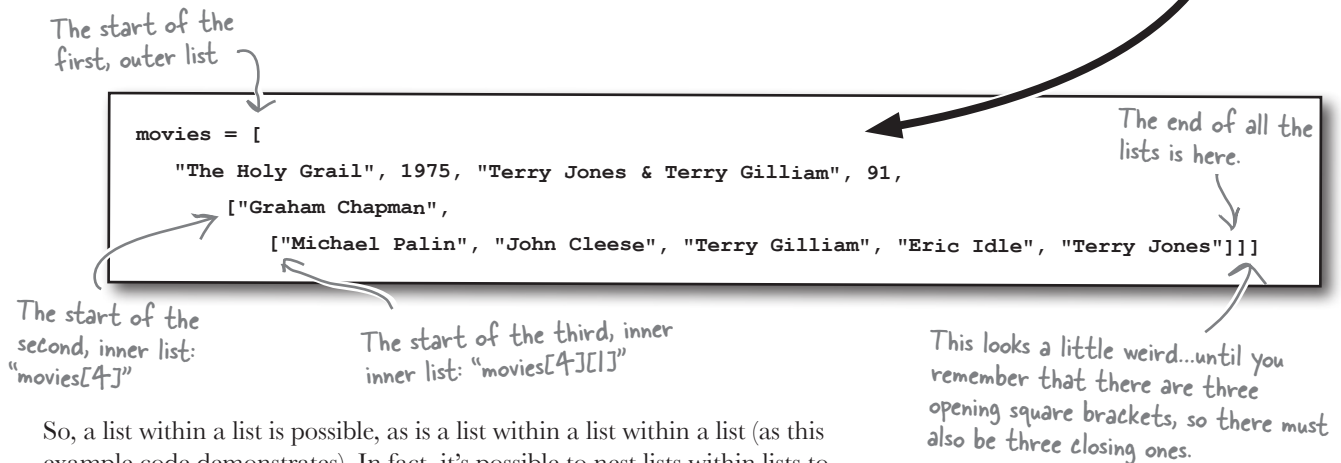 The start of the
first, outer list
movies = [
"The Holy Grail", 1975, "Terry Jones & Terry Gilliam", 91,
["Graham Chapman",
["Michael Palin", "John Cleese", "Terry Gilliam", "Eric Idle", "Terry Jones"]]]
The end of all the
lists is here.
The start of the
second, inner list:
"movies[4]"
The start of the third, inner
inner list: "movies[4][1]"
This looks a little weird...until you
remember that there are three
opening square brackets, so there must
also be three closing ones.
So, a list within a list is possible, as is a list within a list within a list (as this
example code demonstrates). In fact, it's possible to nest lists within lists to